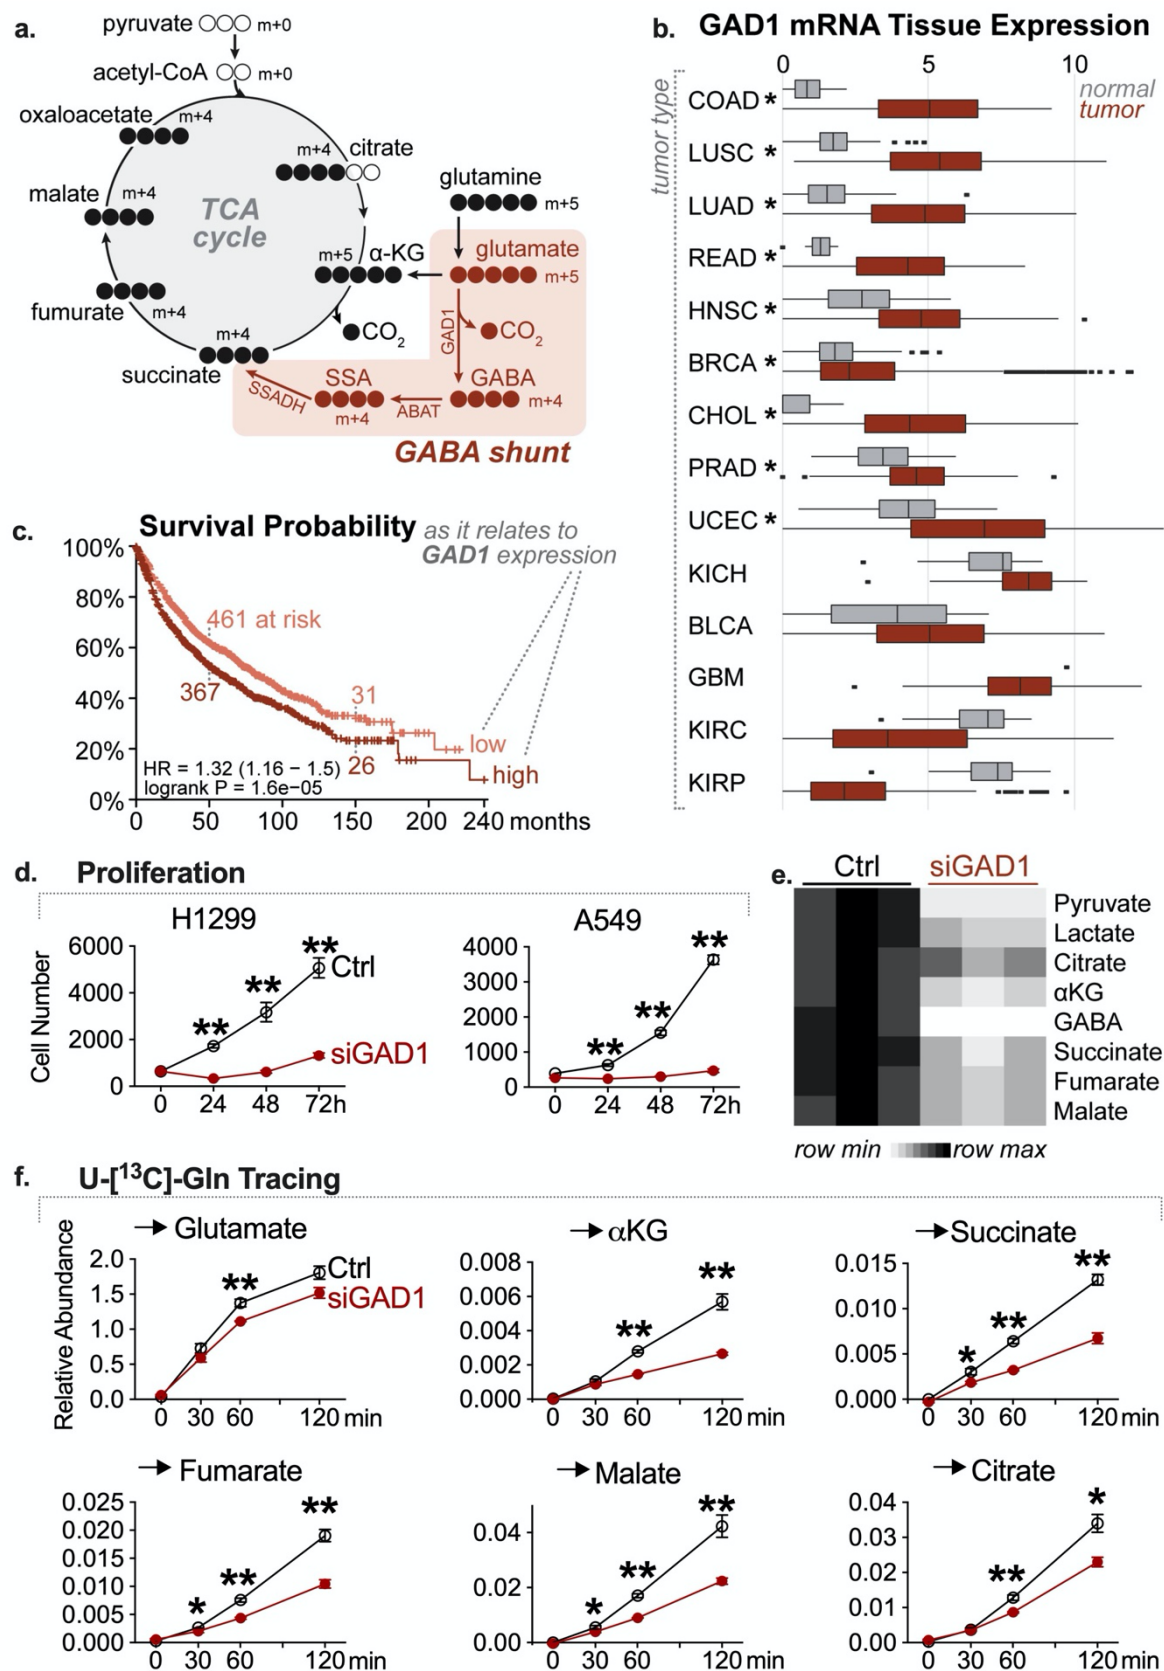 a.
pyruvate m+0
acetyl-CoA m+0
oxaloacetate
m+4
m+4 citrate
malate m+4
TCA
cycle
glutamine
m+5
m+5 α-KG
glutamate
m+5
fumurate m+4
CO2
GAD1
CO2
m+4
succinate
SSADH
SSA
m+4
ABAT
GABA
m+4
GABA shunt
b. GAD1 mRNA Tissue Expression
0 5 10
normal
tumor
tumor type
COAD *
LUSC *
LUAD *
READ *
HNSC *
BRCA *
CHOL *
PRAD *
UCEC *
KICH
BLCA
GBM
KIRC
KIRP
c. Survival Probability as it relates to
GAD1 expression
100%
80%
60%
40%
20%
0%
461 at risk
367
31
26
low
high
HR = 1.32 (1.16 − 1.5)
logrank P = 1.6e−05
0 50 100 150 200 240 months
d. Proliferation
H1299
Cell Number
6000
4000
2000
0
** ** **
Ctrl
siGAD1
0 24 48 72h
A549
4000
3000
2000
1000
0
** ** **
0 24 48 72h
e.
Ctrl siGAD1
Pyruvate
Lactate
Citrate
αKG
GABA
Succinate
Fumarate
Malate
row min row max
f. U-[13C]-Gln Tracing
Glutamate
Relative Abundance
2.0
1.5
1.0
0.5
0.0
**
Ctrl
siGAD1
0 30 60 120 min
αKG
0.008
0.006
0.004
0.002
0.000
** **
0 30 60 120 min
Succinate
0.015
0.010
0.005
0.000
* ** **
0 30 60 120 min
Fumarate
0.025
0.020
0.015
0.010
0.005
0.000
* ** **
0 30 60 120 min
Malate
0.04
0.02
0.00
* ** **
0 30 60 120 min
Citrate
0.04
0.03
0.02
0.01
0.00
** *
0 30 60 120 min